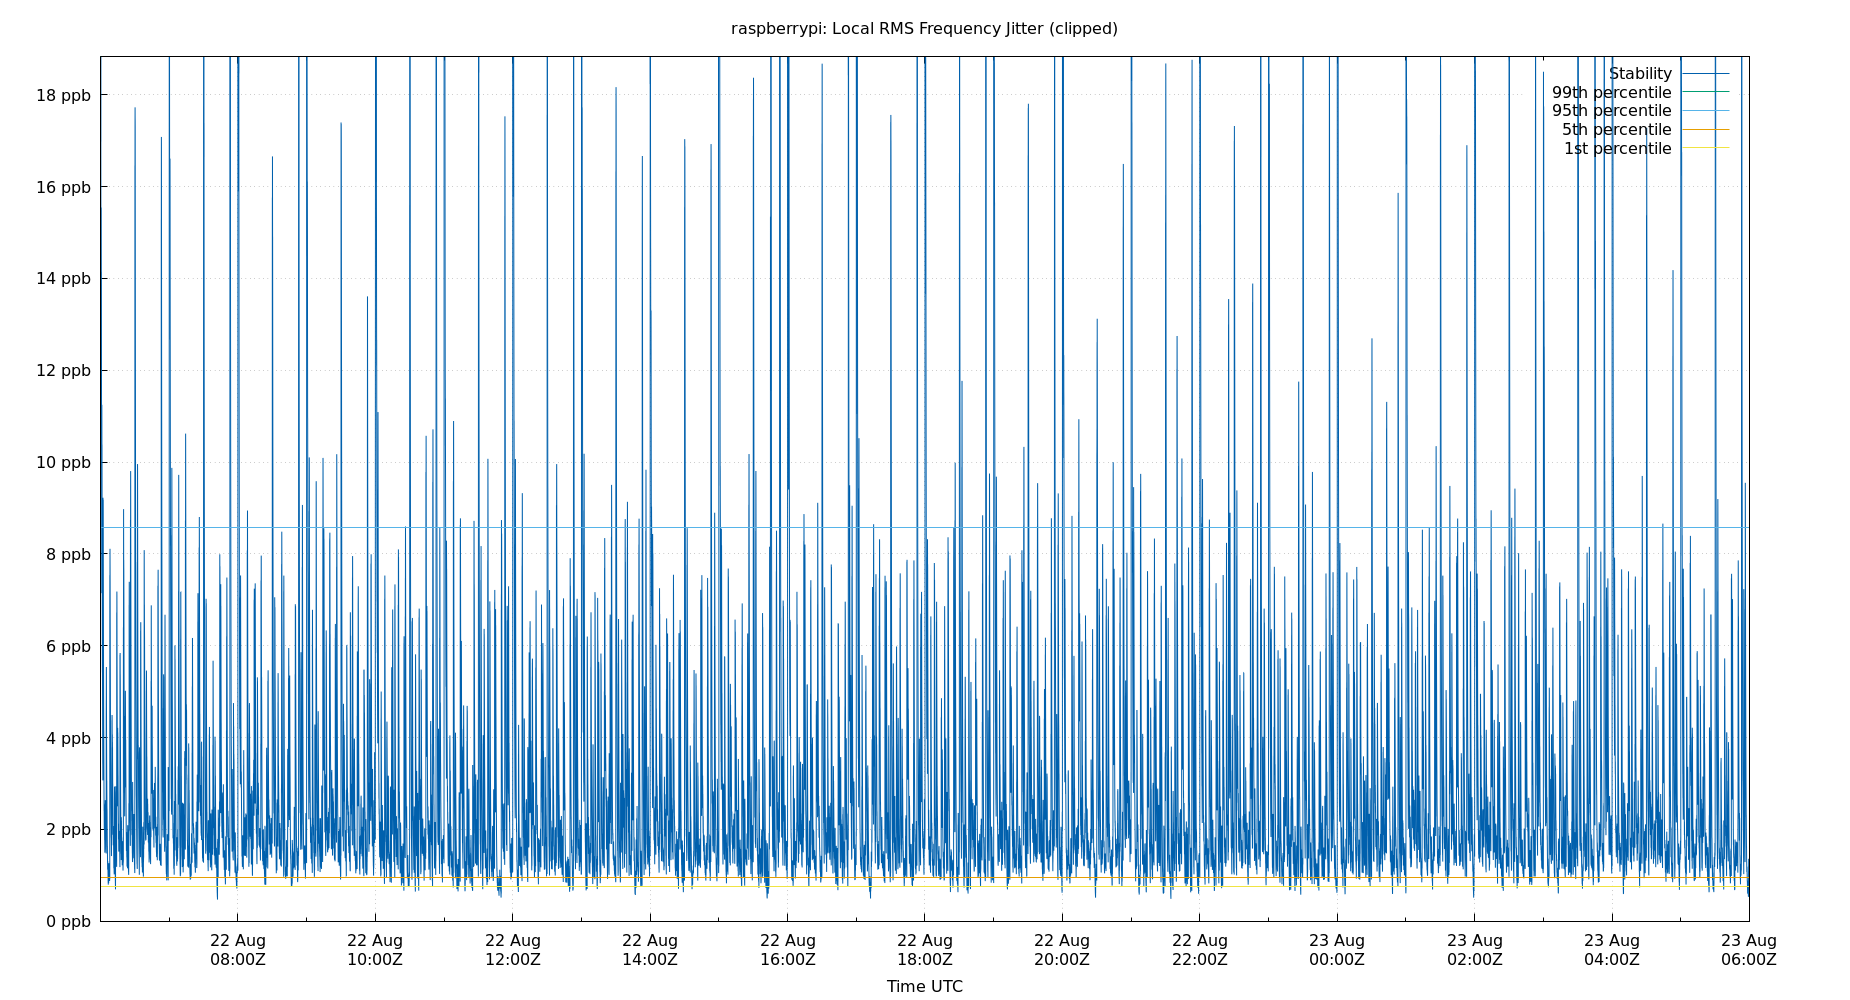 raspberrypi: Local RMS Frequency Jitter (clipped)
Stability
99th percentile
95th percentile
5th percentile
1st percentile
18 ppb
16 ppb
14 ppb
12 ppb
10 ppb
8 ppb
6 ppb
4 ppb
2 ppb
0 ppb
22 Aug 22 Aug 22 Aug 22 Aug 22 Aug 22 Aug 22 Aug 22 Aug 23 Aug 23 Aug 23 Aug 23 Aug
08:00Z 10:00Z 12:00Z 14:00Z 16:00Z 18:00Z 20:00Z 22:00Z 00:00Z 02:00Z 04:00Z 06:00Z
Time UTC